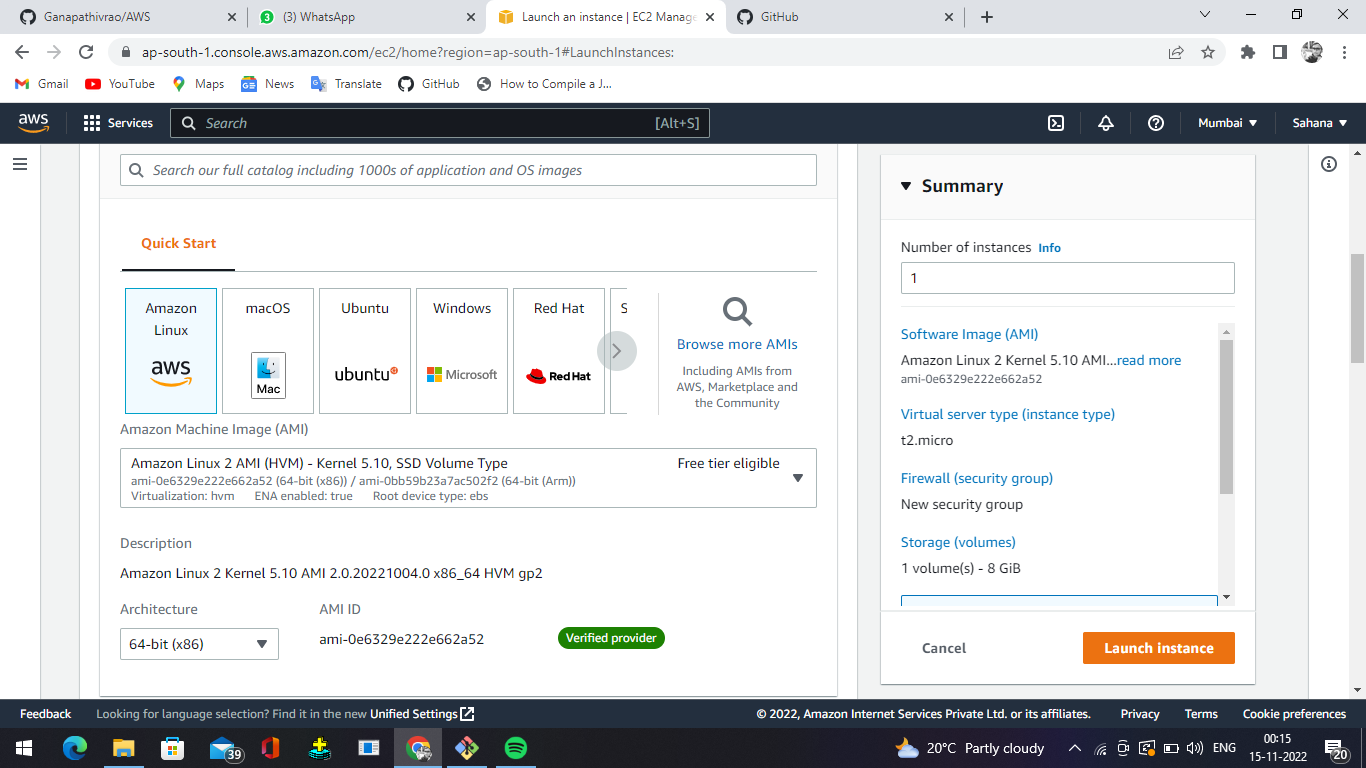 Ganapathivrao/AWS
(3) WhatsApp
Launch an instance | EC2 Manage
GitHub
ap-south-1.console.aws.amazon.com/ec2/home?region=ap-south-1#LaunchInstances:
Gmail
YouTube
Maps
News
Translate
GitHub
How to Compile a J...
aws
Services
Search
[Alt+S]
Mumbai
Sahana
Search our full catalog including 1000s of application and OS images
Quick Start
Amazon
Linux
aws
macOS
Mac
Ubuntu
ubuntu
Windows
Microsoft
Red Hat
RedHat
S
Browse more AMIs
Including AMIs from
AWS, Marketplace and
the Community
Amazon Machine Image (AMI)
Amazon Linux 2 AMI (HVM) - Kernel 5.10, SSD Volume Type
Free tier eligible
ami-0e6329e222e662a52 (64-bit (x86)) / ami-0bb59b23a7ac502f2 (64-bit (Arm))
Virtualization: hvm ENA enabled: true Root device type: ebs
Description
Amazon Linux 2 Kernel 5.10 AMI 2.0.20221004.0 x86_64 HVM gp2
Architecture
AMI ID
64-bit (x86)
ami-0e6329e222e662a52
Verified provider
Summary
Number of instances Info
1
Software Image (AMI)
Amazon Linux 2 Kernel 5.10 AMI...read more
ami-0e6329e222e662a52
Virtual server type (instance type)
t2.micro
Firewall (security group)
New security group
Storage (volumes)
1 volume(s) - 8 GiB
Cancel
Launch instance
Feedback
Looking for language selection? Find it in the new Unified Settings
© 2022, Amazon Internet Services Private Ltd. or its affiliates.
Privacy
Terms
Cookie preferences
39
20°C Partly cloudy
ENG
00:15
15-11-2022
20